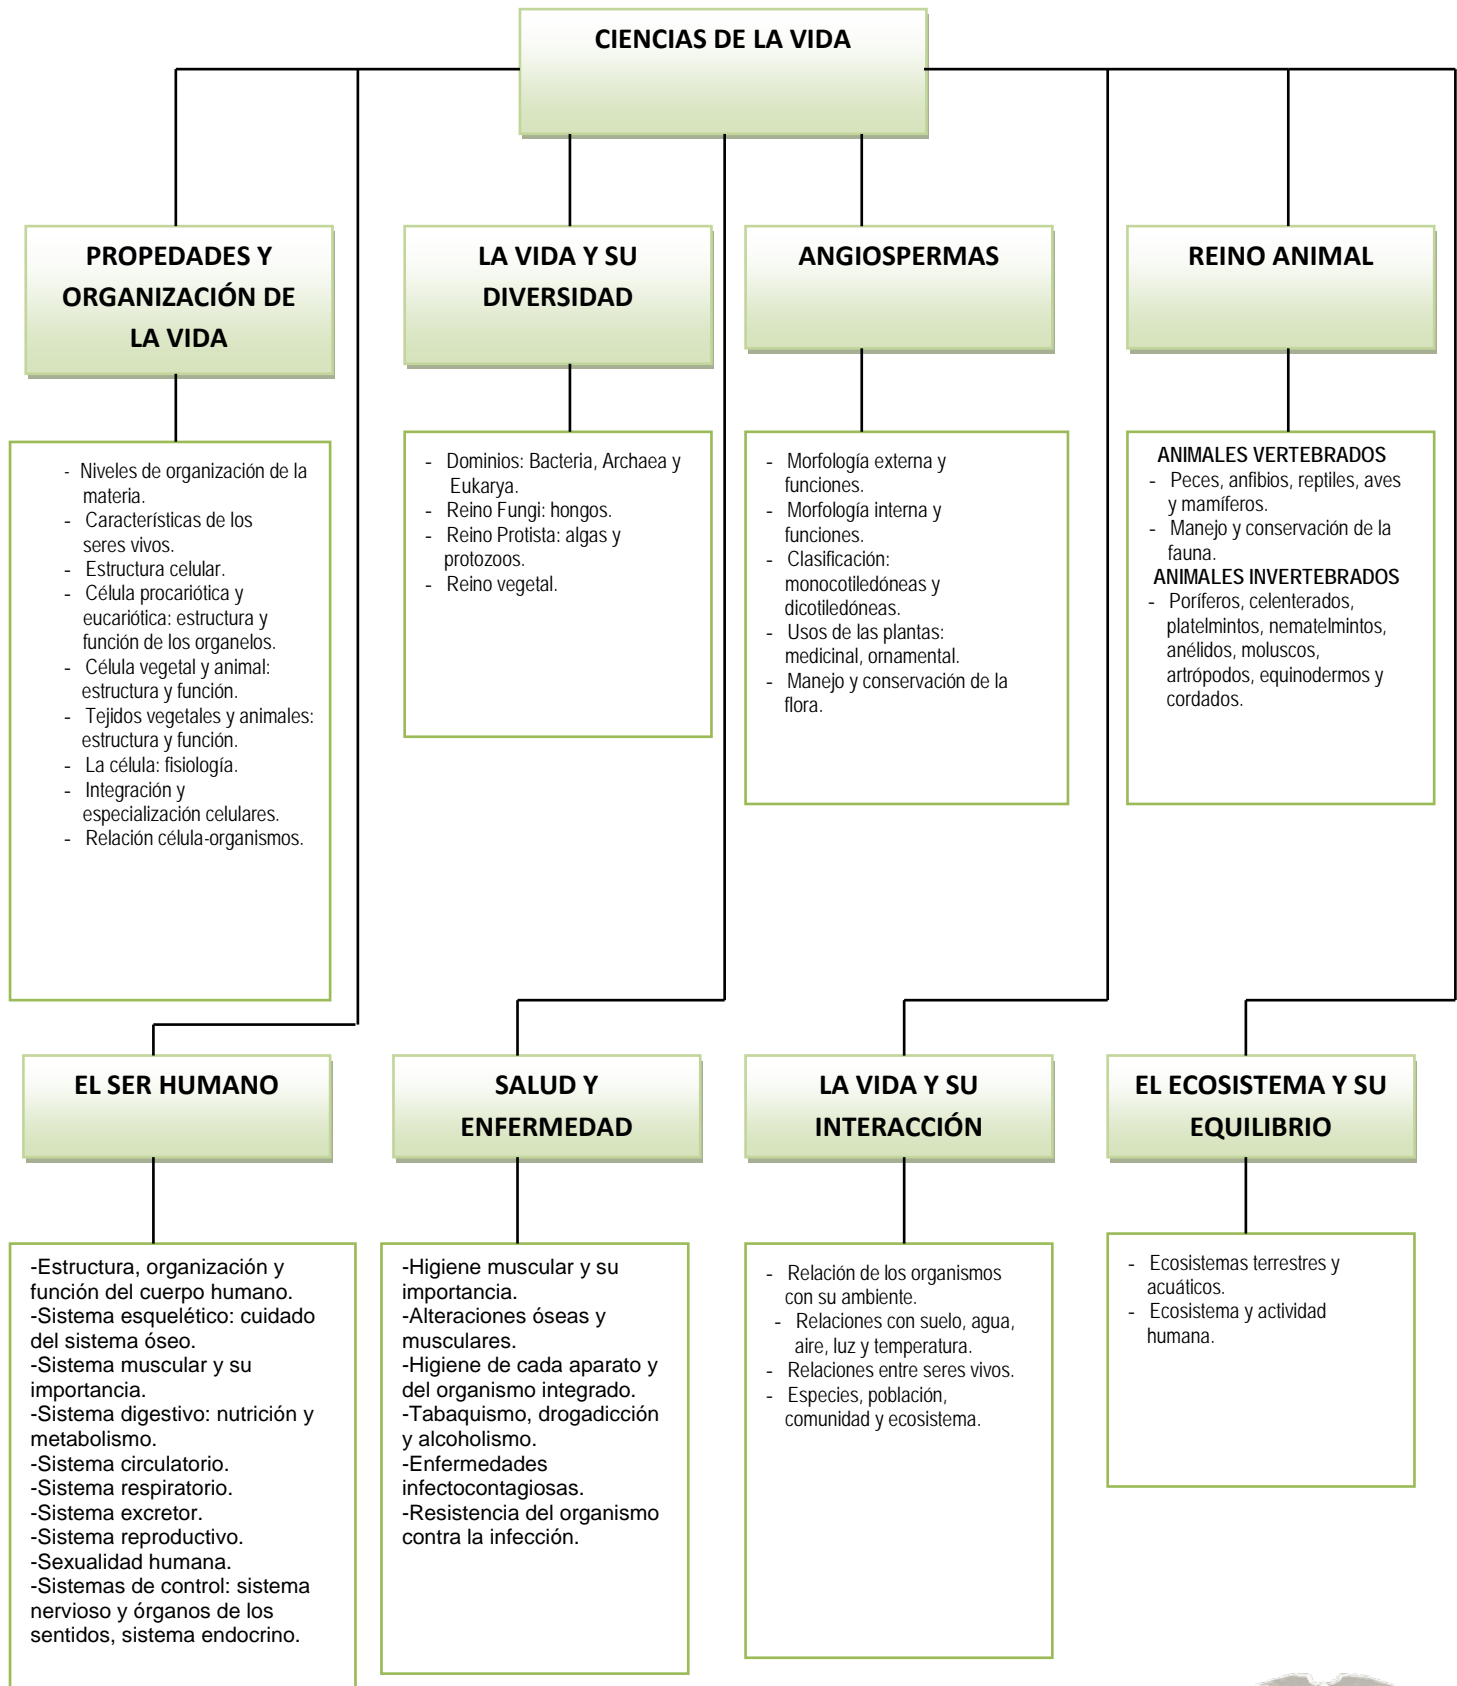 CIENCIAS DE LA VIDA
PROPEDADES Y
ORGANIZACIÓN DE
LA VIDA
- Niveles de organización de la
materia.
- Características de los
seres vivos.
- Estructura celular.
- Célula procariótica y
eucariótica: estructura y
función de los organelos.
- Célula vegetal y animal:
estructura y función.
- Tejidos vegetales y animales:
estructura y función.
- La célula: fisiología.
- Integración y
especialización celulares.
- Relación célula-organismos.
LA VIDA Y SU
DIVERSIDAD
- Dominios: Bacteria, Archaea y
Eukarya.
- Reino Fungi: hongos.
- Reino Protista: algas y
protozoos.
- Reino vegetal.
ANGIOSPERMAS
- Morfología externa y
funciones.
- Morfología interna y
funciones.
- Clasificación:
monocotiledóneas y
dicotiledóneas.
- Usos de las plantas:
medicinal, ornamental.
- Manejo y conservación de la
flora.
REINO ANIMAL
ANIMALES VERTEBRADOS
- Peces, anfibios, reptiles, aves
y mamíferos.
- Manejo y conservación de la
fauna.
ANIMALES INVERTEBRADOS
- Poríferos, celenterados,
platelmintos, nematelmintos,
anélidos, moluscos,
artrópodos, equinodermos y
cordados.
EL SER HUMANO
-Estructura, organización y
función del cuerpo humano.
-Sistema esquelético: cuidado
del sistema óseo.
-Sistema muscular y su
importancia.
-Sistema digestivo: nutrición y
metabolismo.
-Sistema circulatorio.
-Sistema respiratorio.
-Sistema excretor.
-Sistema reproductivo.
-Sexualidad humana.
-Sistemas de control: sistema
nervioso y órganos de los
sentidos, sistema endocrino.
SALUD Y
ENFERMEDAD
-Higiene muscular y su
importancia.
-Alteraciones óseas y
musculares.
-Higiene de cada aparato y
del organismo integrado.
-Tabaquismo, drogadicción
y alcoholismo.
-Enfermedades
infectocontagiosas.
-Resistencia del organismo
contra la infección.
LA VIDA Y SU
INTERACCIÓN
- Relación de los organismos
con su ambiente.
- Relaciones con suelo, agua,
aire, luz y temperatura.
- Relaciones entre seres vivos.
- Especies, población,
comunidad y ecosistema.
EL ECOSISTEMA Y SU
EQUILIBRIO
- Ecosistemas terrestres y
acuáticos.
- Ecosistema y actividad
humana.